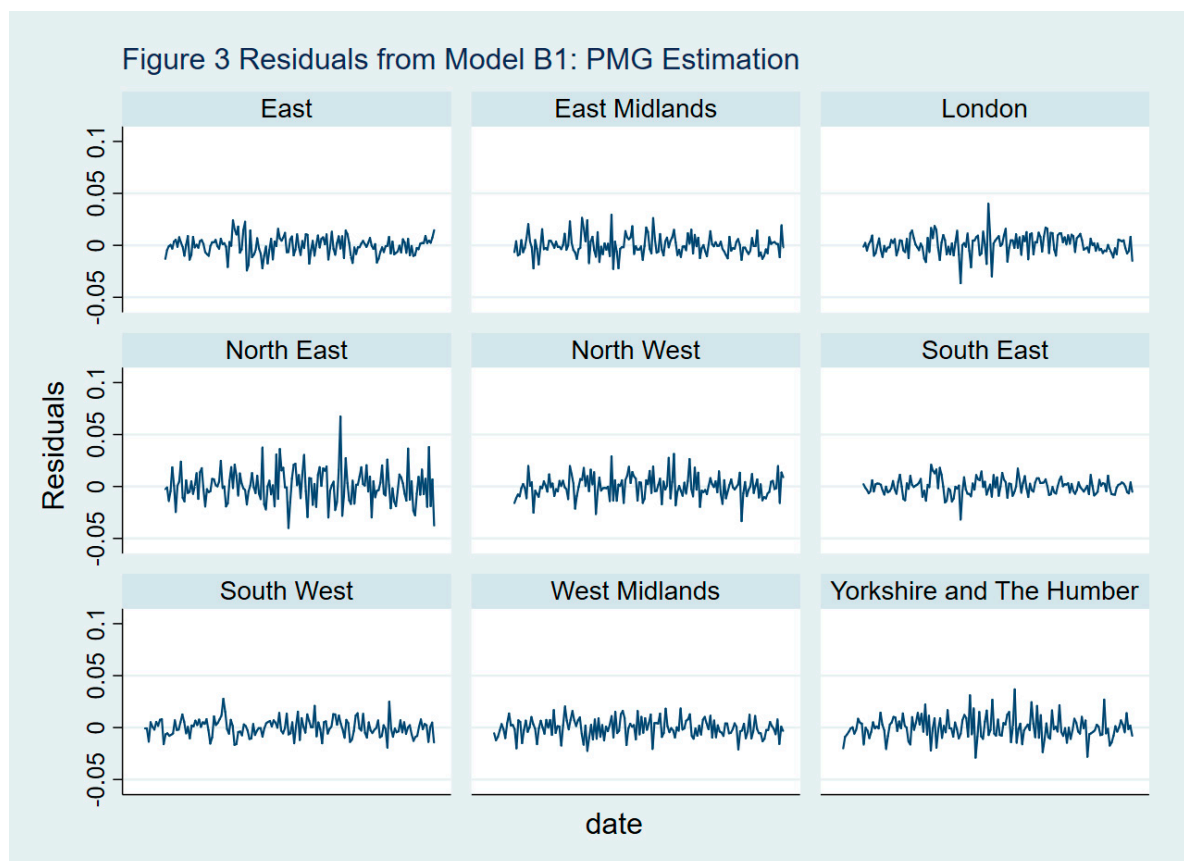 Figure 3 Residuals from Model B1: PMG Estimation
East
East Midlands
London
0.1
0.05
0
-0.05
North East
North West
South East
0.1
0.05
0
-0.05
Residuals
South West
West Midlands
Yorkshire and The Humber
0.1
0.05
0
-0.05
date